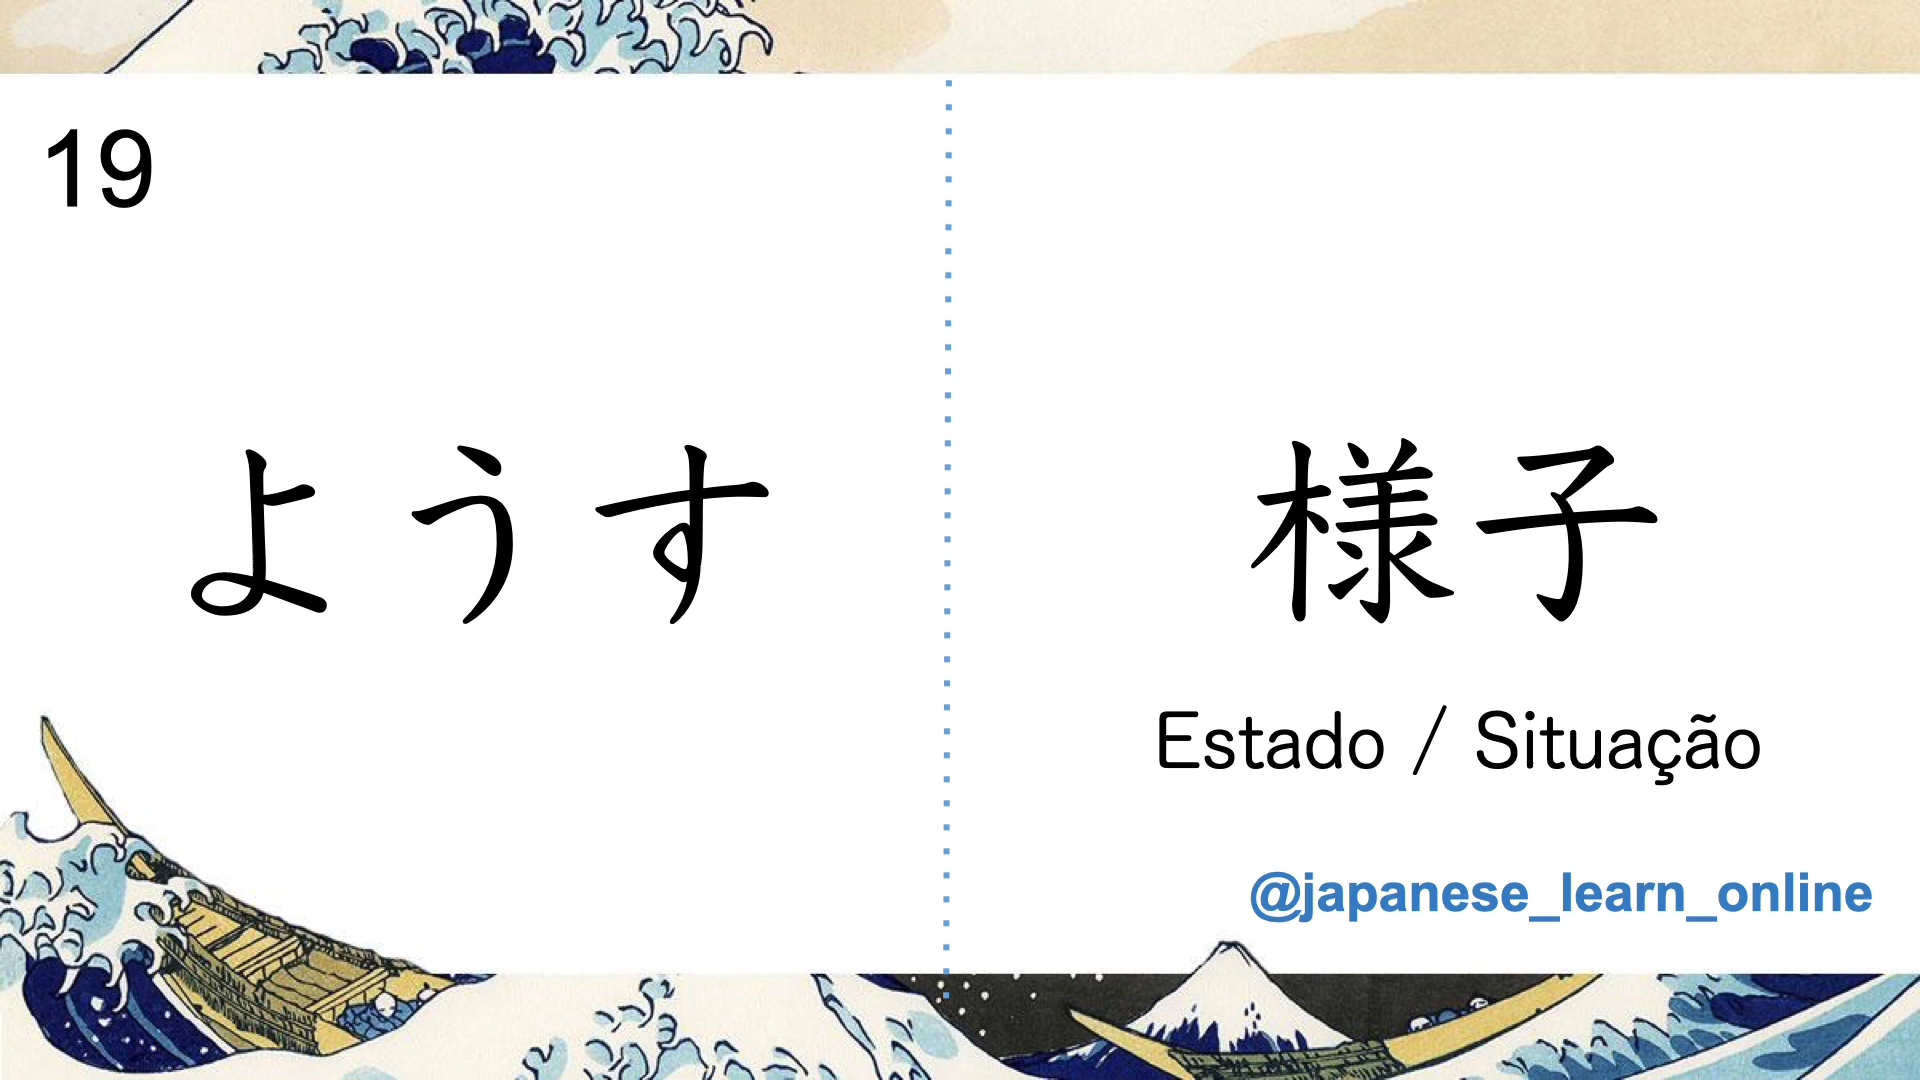 19
ようす
様子
Estado / Situação
@japanese_learn_online